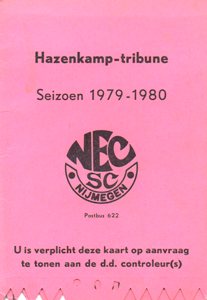 Hazenkamp-tribune
Seizoen 1979-1980
NEC
SC
NIJMEGEN
Postbus 622
U is verplicht deze kaart op aanvraag
te tonen aan de d.d. controleur(s)